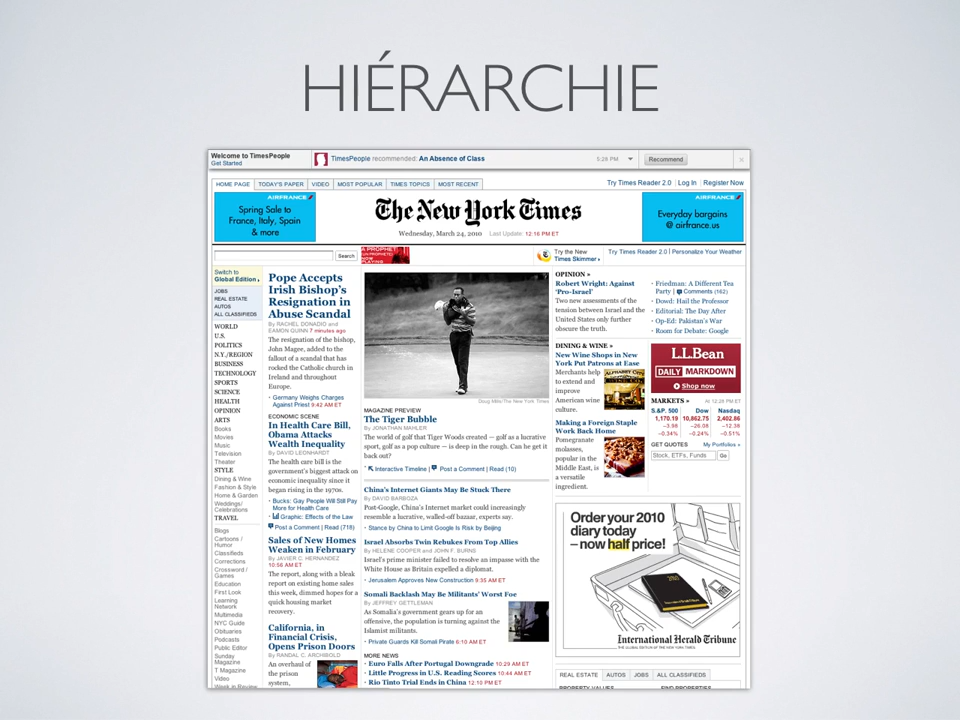 HIÉRARCHIE
Welcome to TimesPeople
Get Started
TimesPeople recommended: An Absence of Class
5:28 PM
Recommend
HOME PAGE
TODAY'S PAPER
VIDEO
MOST POPULAR
TIMES TOPICS
MOST RECENT
Try Times Reader 2.0
Log In
Register Now
AIRFRANCE
Spring Sale to
France, Italy, Spain
& more
The New York Times
Wednesday, March 24, 2010 Last Update: 12:16 PM ET
AIRFRANCE
Everyday bargains
@ airfrance.us
Search
Try the New
Times Skimmer
Try Times Reader 2.0 | Personalize Your Weather
Switch to
Global Edition
JOBS
REAL ESTATE
AUTOS
ALL CLASSIFIEDS
WORLD
U.S.
POLITICS
N.Y./REGION
BUSINESS
TECHNOLOGY
SPORTS
SCIENCE
HEALTH
OPINION
ARTS
Books
Movies
Music
Television
Theater
STYLE
Dining & Wine
Fashion & Style
Home & Garden
Weddings/
Celebrations
TRAVEL
Blogs
Cartoons /
Humor
Classifieds
Corrections
Crossword /
Games
Education
First Look
Learning
Network
Multimedia
NYC Guide
Obituaries
Podcasts
Public Editor
Sunday
Magazine
T Magazine
Video
Week in Review
Pope Accepts
Irish Bishop's
Resignation in
Abuse Scandal
By RACHEL DONADIO and
EAMON QUINN 7 minutes ago
The resignation of the bishop,
John Magee, added to the
fallout of a scandal that has
rocked the Catholic church in
Ireland and throughout
Europe.
Germany Weighs Charges
Against Priest 9:42 AM ET
ECONOMIC SCENE
In Health Care Bill,
Obama Attacks
Wealth Inequality
By DAVID LEONHARDT
The health care bill is the
government's biggest attack on
economic inequality since it
began rising in the 1970s.
Bucks: Gay People Will Still Pay
More for Health Care
Graphic: Effects of the Law
Post a Comment | Read (718)
Sales of New Homes
Weaken in February
By JAVIER C. HERNANDEZ
10:56 AM ET
The report, along with a bleak
report on existing home sales
this week, dimmed hopes for a
quick housing market
recovery.
California, in
Financial Crisis,
Opens Prison Doors
By RANDAL C. ARCHIBOLD
An overhaul of
the prison
system,
Doug Mills/The New York Times
MAGAZINE PREVIEW
The Tiger Bubble
By JONATHAN MAHLER
The world of golf that Tiger Woods created — golf as a lucrative
sport, golf as a pop culture — is deep in the rough. Can he get it
back out?
Interactive Timeline | Post a Comment | Read (10)
China's Internet Giants May Be Stuck There
By DAVID BARBOZA
Post-Google, China's Internet market could increasingly
resemble a lucrative, walled-off bazaar, experts say.
Stance by China to Limit Google Is Risk by Beijing
Israel Absorbs Twin Rebukes From Top Allies
By HELENE COOPER and JOHN F. BURNS
Israel's prime minister failed to resolve an impasse with the
White House as Britain expelled a diplomat.
Jerusalem Approves New Construction 9:35 AM ET
Somali Backlash May Be Militants' Worst Foe
By JEFFREY GETTLEMAN
As Somalia's government gears up for
an offensive, the population is turning against the
Islamist militants.
Private Guards Kill Somali Pirate 6:10 AM ET
MORE NEWS
Euro Falls After Portugal Downgrade 10:29 AM ET
Little Progress in U.S. Reading Scores 10:44 AM ET
Rio Tinto Trial Ends in China 12:10 PM ET
OPINION »
Robert Wright: Against
'Pro-Israel'
Two new assessments of the
tension between Israel and the
United States only further
obscure the truth.
Friedman: A Different Tea
Party | Comments (162)
Dowd: Hail the Professor
Editorial: The Day After
Op-Ed: Pakistan's War
Room for Debate: Google
DINING & WINE »
New Wine Shops in New
York Put Patrons at Ease
Merchants help
to extend and
improve
American wine
culture.
Making a Foreign Staple
Work Back Home
Pomegranate
molasses,
popular in the
Middle East, is
a versatile
ingredient.
L.L.Bean
DAILY MARKDOWN
Shop now
MARKETS » At 12:28 PM ET
S&P. 500 Dow Nasdaq
1,170.19 10,862.75 2,402.86
-3.98 -26.08 -12.38
-0.34% -0.24% -0.51%
GET QUOTES My Portfolios »
Stock, ETFs, Funds Go
Order your 2010
diary today
– now half price!
International Herald Tribune
THE GLOBAL EDITION OF THE NEW YORK TIMES
REAL ESTATE
AUTOS
JOBS
ALL CLASSIFIEDS
PROPERTY VALUES
FIND PROPERTIES